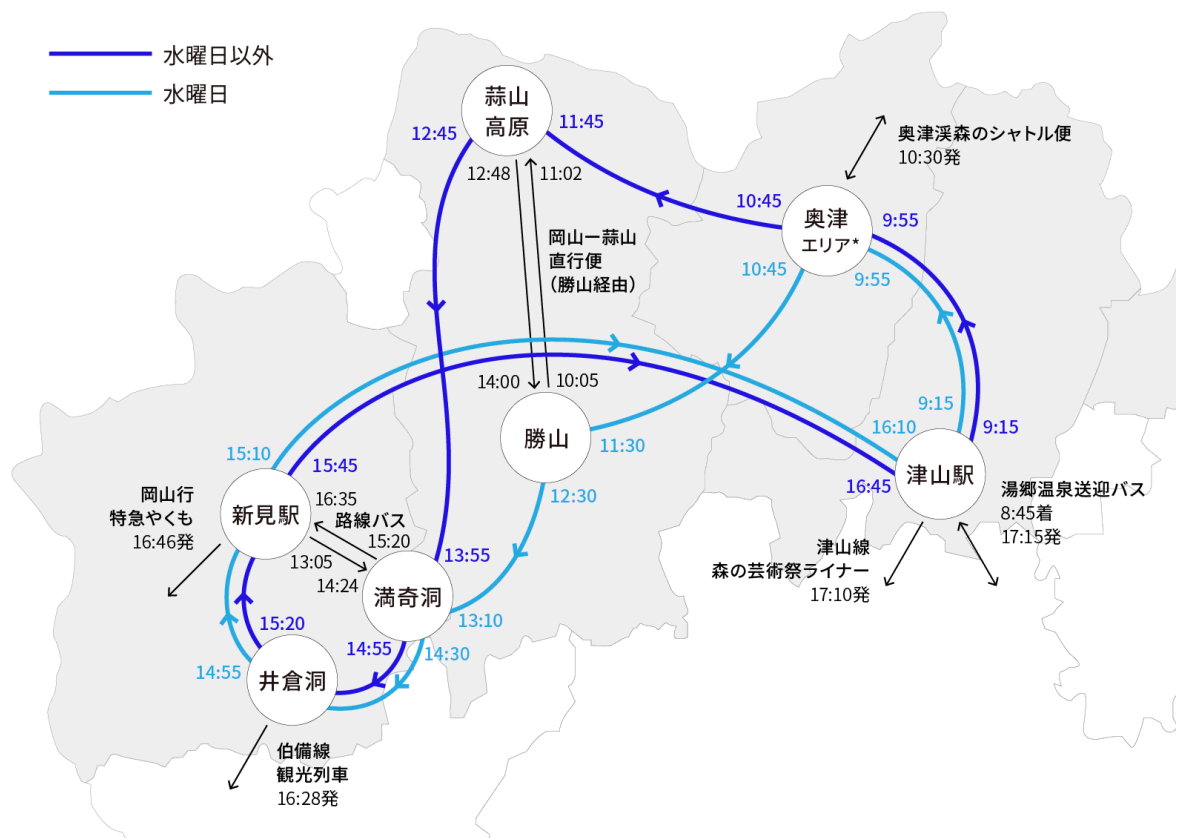 水曜日以外
水曜日
蒜山
高原
12:45
11:45
12:48
11:02
岡山ー蒜山
直行便
（勝山経由）
奥津渓森のシャトル便
10:30発
10:45
奥津
エリア*
9:55
10:45
9:55
14:00
10:05
勝山
11:30
12:30
9:15
16:10
9:15
津山駅
16:45
湯郷温泉送迎バス
8:45着
17:15発
津山線
森の芸術祭ライナー
17:10発
15:10
15:45
岡山行
特急やくも
16:46発
新見駅
16:35
路線バス
15:20
13:05
14:24
満奇洞
13:55
13:10
15:20
14:55
14:30
14:55
井倉洞
伯備線
観光列車
16:28発